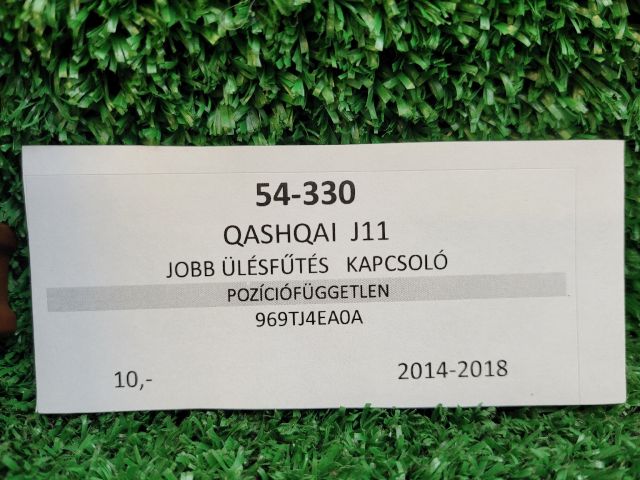 54-330
QASHQAI J11
JOBB ÜLÉSFŰTÉS KAPCSOLÓ
POZÍCIÓFÜGGETLEN
969TJ4EA0A
10,- 2014-2018